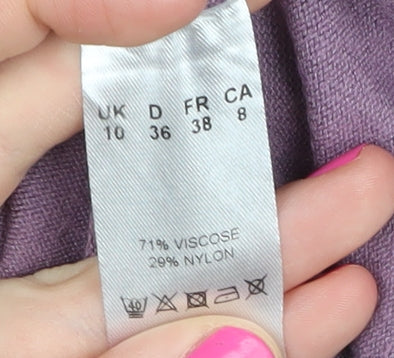 UK D FR CA
10 36 38 8
71% VISCOSE
29% NYLON
40